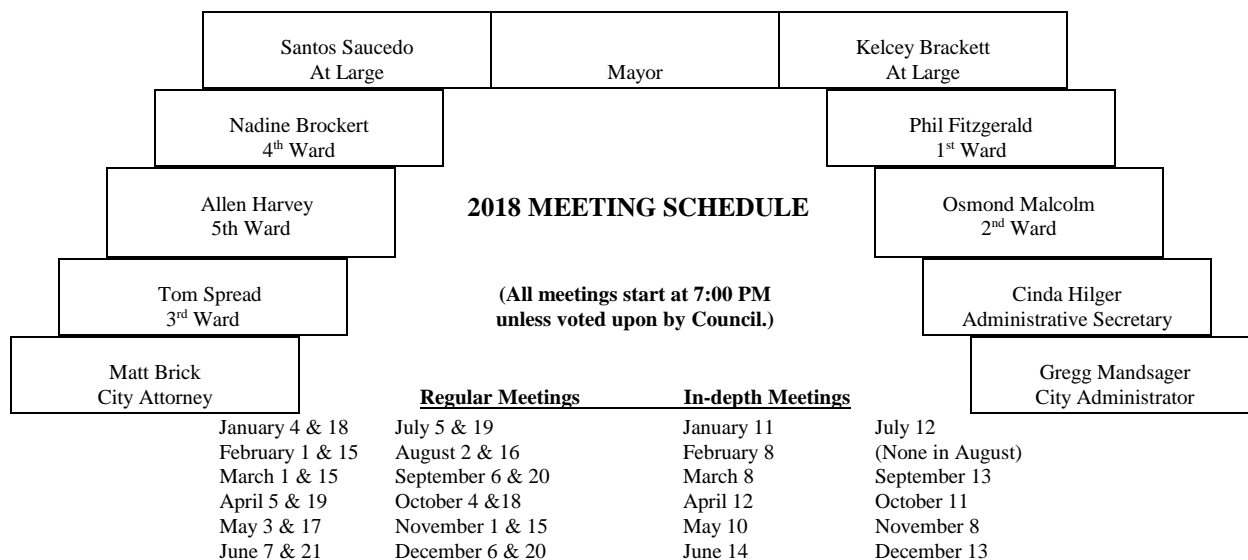 Santos Saucedo
At Large
Mayor
Kelcey Brackett
At Large
Nadine Brockert
4th Ward
Phil Fitzgerald
1st Ward
Allen Harvey
5th Ward
2018 MEETING SCHEDULE
Osmond Malcolm
2nd Ward
Tom Spread
3rd Ward
(All meetings start at 7:00 PM
unless voted upon by Council.)
Cinda Hilger
Administrative Secretary
Matt Brick
City Attorney
Gregg Mandsager
City Administrator
Regular Meetings In-depth Meetings
January 4 & 18 July 5 & 19 January 11 July 12
February 1 & 15 August 2 & 16 February 8 (None in August)
March 1 & 15 September 6 & 20 March 8 September 13
April 5 & 19 October 4 &18 April 12 October 11
May 3 & 17 November 1 & 15 May 10 November 8
June 7 & 21 December 6 & 20 June 14 December 13